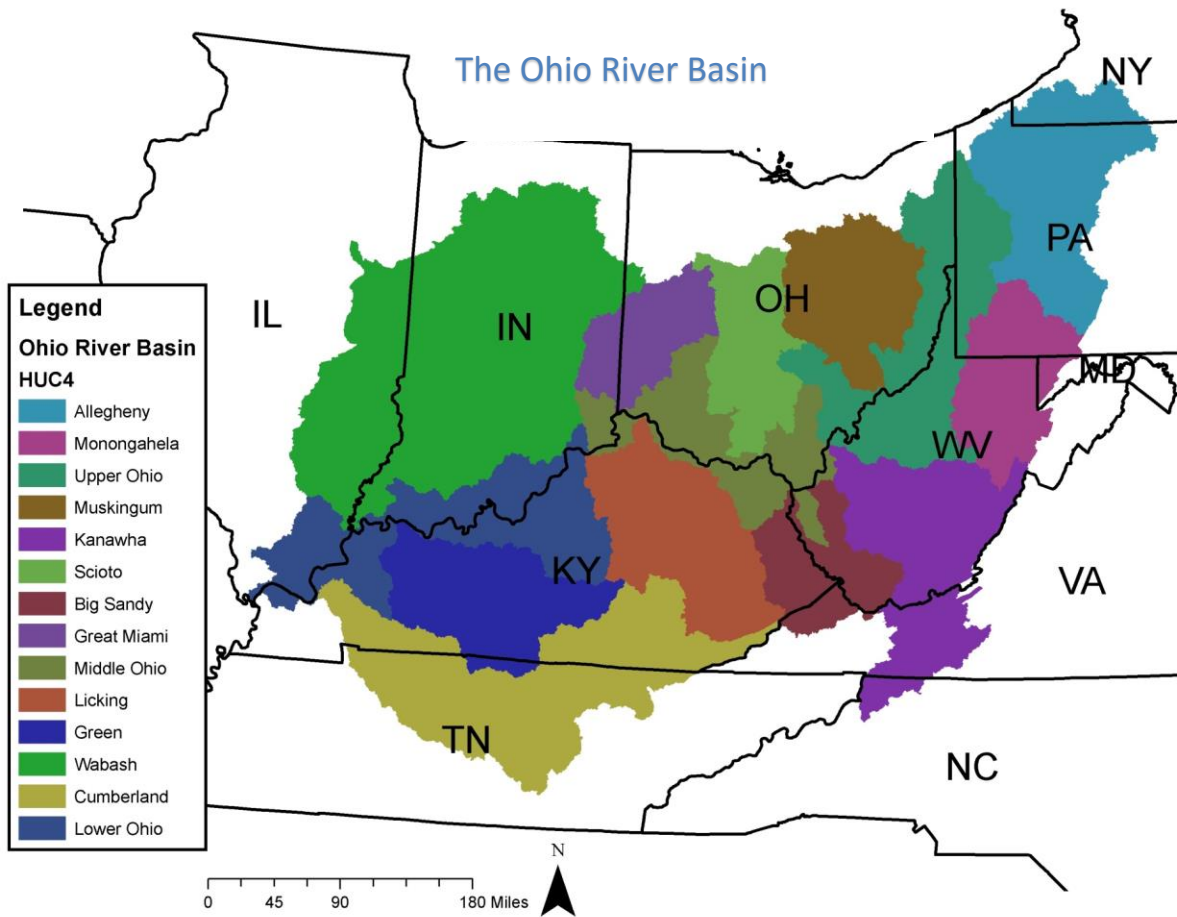 The Ohio River Basin
NY
PA
OH
IL
IN
MD
WV
KY
VA
TN
NC
Legend
Ohio River Basin
HUC4
Allegheny
Monongahela
Upper Ohio
Muskingum
Kanawha
Scioto
Big Sandy
Great Miami
Middle Ohio
Licking
Green
Wabash
Cumberland
Lower Ohio
N
0 45 90 180 Miles